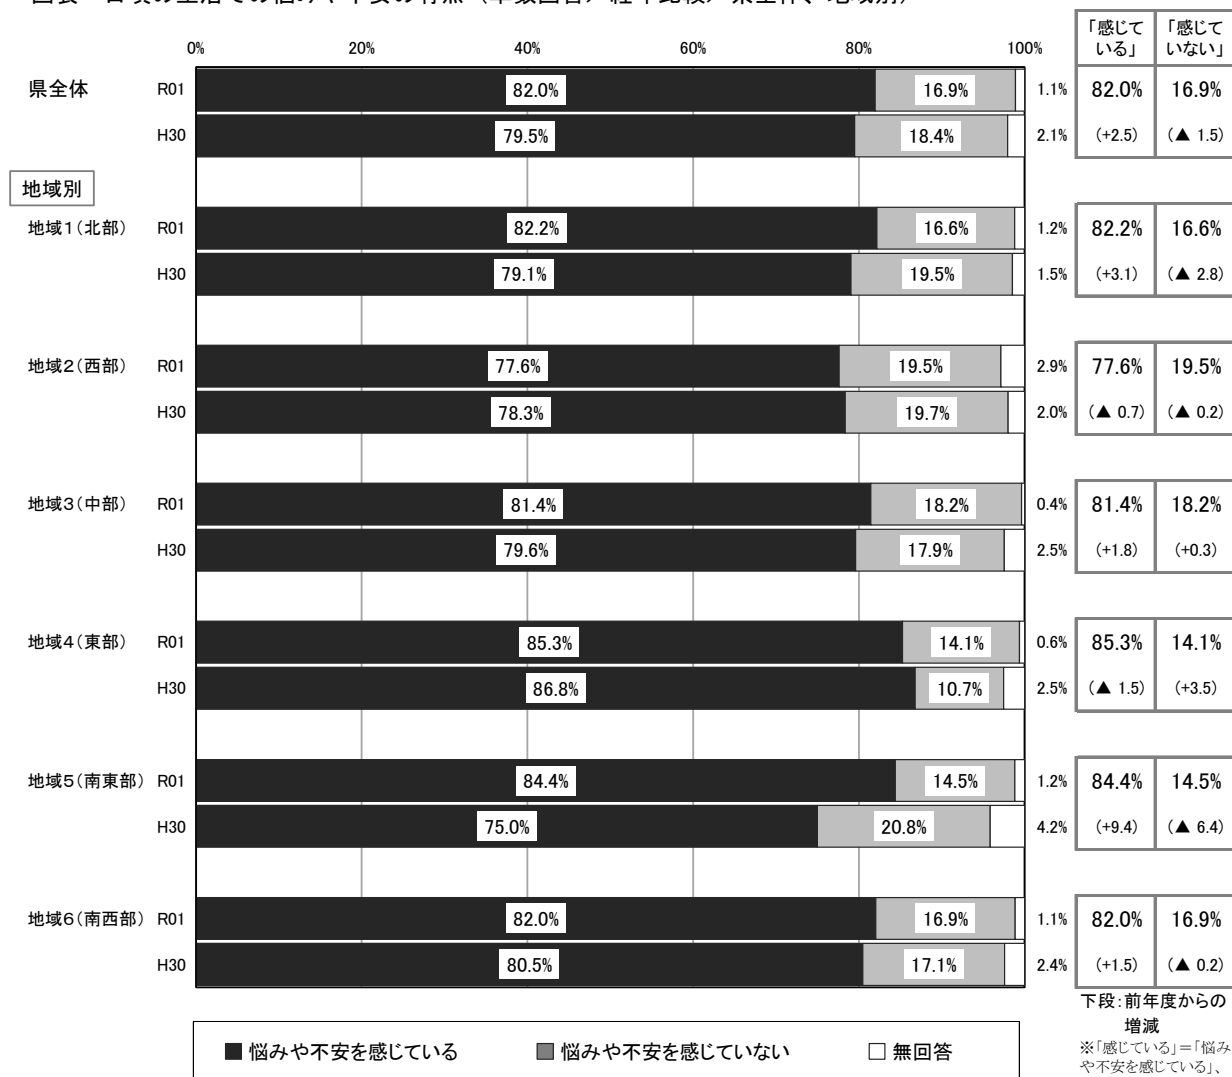 「感じて
いる」
「感じて
いない」
0% 20% 40% 60% 80% 100%
県全体 R01 82.0% 16.9% 1.1% 82.0% 16.9%
H30 79.5% 18.4% 2.1% (+2.5) (▲ 1.5)
地域別
地域1(北部) R01 82.2% 16.6% 1.2% 82.2% 16.6%
H30 79.1% 19.5% 1.5% (+3.1) (▲ 2.8)
地域2(西部) R01 77.6% 19.5% 2.9% 77.6% 19.5%
H30 78.3% 19.7% 2.0% (▲ 0.7) (▲ 0.2)
地域3(中部) R01 81.4% 18.2% 0.4% 81.4% 18.2%
H30 79.6% 17.9% 2.5% (+1.8) (+0.3)
地域4(東部) R01 85.3% 14.1% 0.6% 85.3% 14.1%
H30 86.8% 10.7% 2.5% (▲ 1.5) (+3.5)
地域5(南東部) R01 84.4% 14.5% 1.2% 84.4% 14.5%
H30 75.0% 20.8% 4.2% (+9.4) (▲ 6.4)
地域6(南西部) R01 82.0% 16.9% 1.1% 82.0% 16.9%
H30 80.5% 17.1% 2.4% (+1.5) (▲ 0.2)
下段:前年度からの
増減
※「感じている」=「悩み
や不安を感じている」、
■ 悩みや不安を感じている ■ 悩みや不安を感じていない □ 無回答